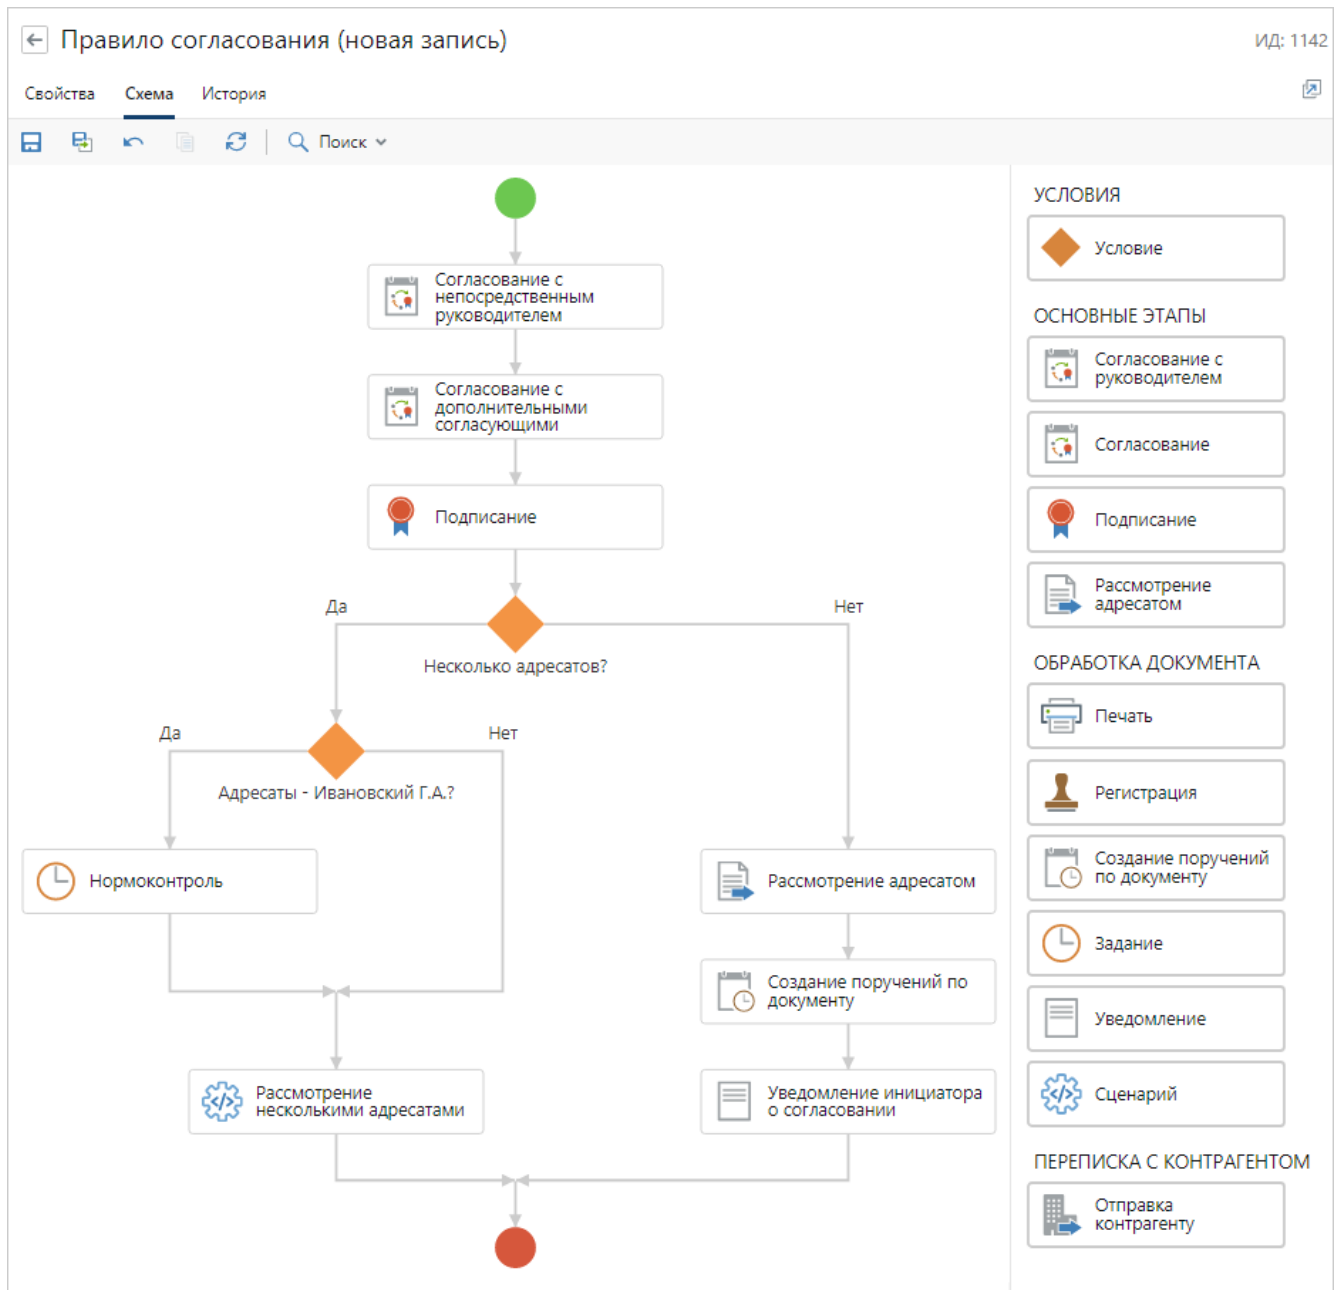 Правило согласования (новая запись)
ИД: 1142
Свойства
Схема
История
Поиск
Согласование с
непосредственным
руководителем
Согласование с
дополнительными
согласующими
Подписание
Да
Нет
Несколько адресатов?
Да
Нет
Адресаты - Ивановский Г.А.?
Нормоконтроль
Рассмотрение адресатом
Создание поручений по
документу
Рассмотрение
несколькими адресатами
Уведомление инициатора
о согласовании
УСЛОВИЯ
Условие
ОСНОВНЫЕ ЭТАПЫ
Согласование с
руководителем
Согласование
Подписание
Рассмотрение
адресатом
ОБРАБОТКА ДОКУМЕНТА
Печать
Регистрация
Создание поручений
по документу
Задание
Уведомление
Сценарий
ПЕРЕПИСКА С КОНТРАГЕНТОМ
Отправка
контрагенту